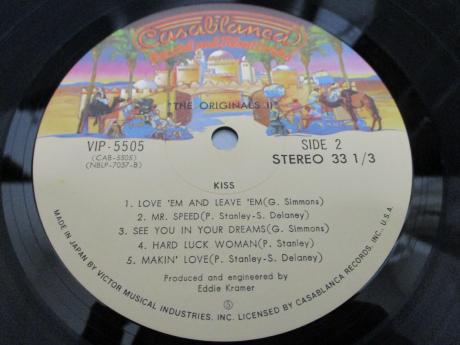 Casablanca
Record and FilmWorks
"THE ORIGINALS II"
VIP-5505
(CAB-5505)
(NBLP-7037-B)
SIDE 2
STEREO 33 1/3
KISS
1. LOVE 'EM AND LEAVE 'EM(G. Simmons)
2. MR. SPEED(P. Stanley-S. Delaney)
3. SEE YOU IN YOUR DREAMS(G. Simmons)
4. HARD LUCK WOMAN(P. Stanley)
5. MAKIN' LOVE(P. Stanley-S. Delaney)
Produced and engineered by
Eddie Kramer
Ⓢ
MADE IN JAPAN BY VICTOR MUSICAL INDUSTRIES, INC. LICENSED BY CASABLANCA RECORDS, INC. U.S.A.